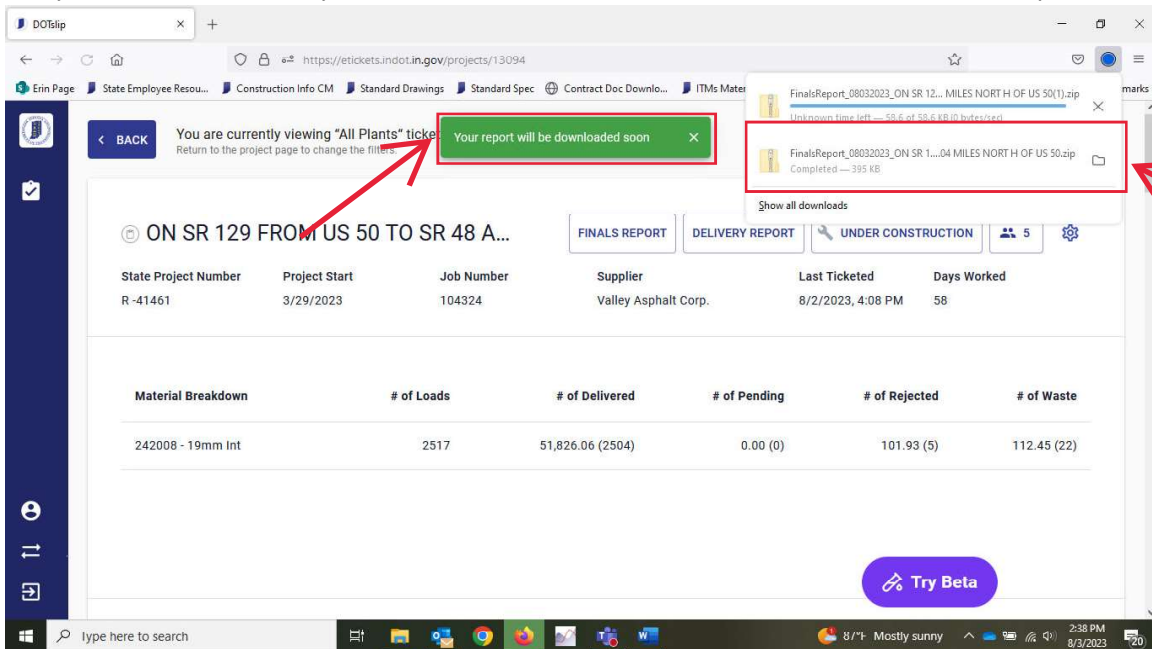 DOTslip
https://etickets.indot.in.gov/projects/13094
Erin Page State Employee Resou... Construction Info CM Standard Drawings Standard Spec Contract Doc Downlo... ITMs Mater marks
FinalsReport_08032023_ON SR 12... MILES NORT H OF US 50(1).zip
Unknown time left — 58.6 of 58.6 KB (0 bytes/sec)
FinalsReport_08032023_ON SR 1....04 MILES NORT H OF US 50.zip
Completed — 395 KB
Show all downloads
< BACK
You are currently viewing "All Plants" ticke
Return to the project page to change the filters.
Your report will be downloaded soon
ON SR 129 FROM US 50 TO SR 48 A...
FINALS REPORT DELIVERY REPORT UNDER CONSTRUCTION 5
State Project Number Project Start Job Number Supplier Last Ticketed Days Worked
R -41461 3/29/2023 104324 Valley Asphalt Corp. 8/2/2023, 4:08 PM 58
Material Breakdown # of Loads # of Delivered # of Pending # of Rejected # of Waste
242008 - 19mm Int 2517 51,826.06 (2504) 0.00 (0) 101.93 (5) 112.45 (22)
Try Beta
Type here to search
87°F Mostly sunny
2:38 PM
8/3/2023
20